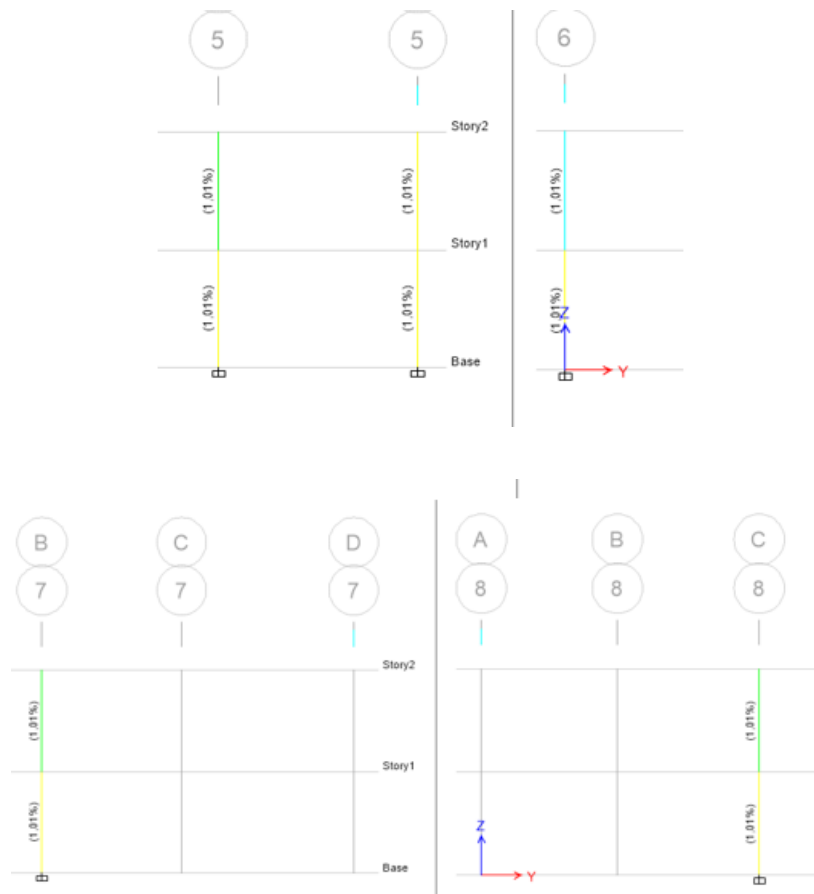 5 5 6
Story2
(1,01%) (1,01%) (1,01%)
Story1
(1,01%) (1,01%) (1,01%)
Z
Base
Y
B C D A B C
7 7 7 8 8 8
Story2
(1,01%) (1,01%)
Story1
(1,01%) (1,01%)
Z
Base
Y